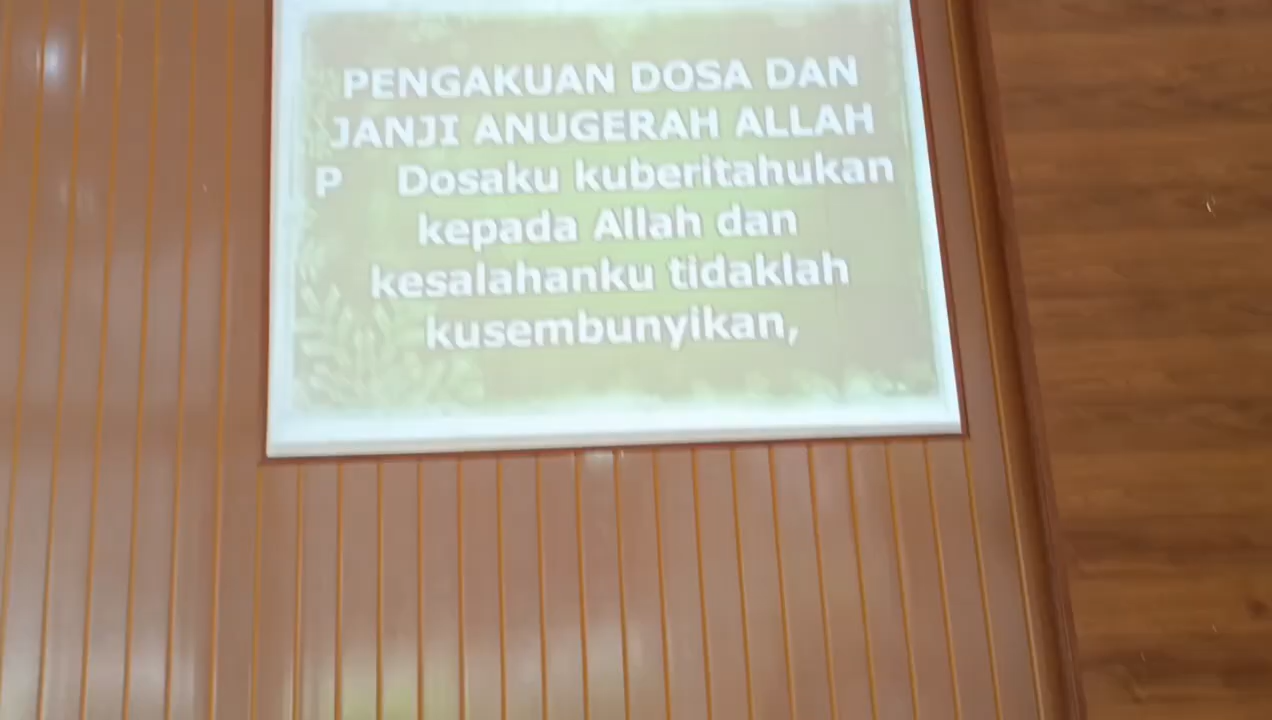 PENGAKUAN DOSA DAN
JANJI ANUGERAH ALLAH
P Dosaku kuberitahukan
kepada Allah dan
kesalahanku tidaklah
kusembunyikan,